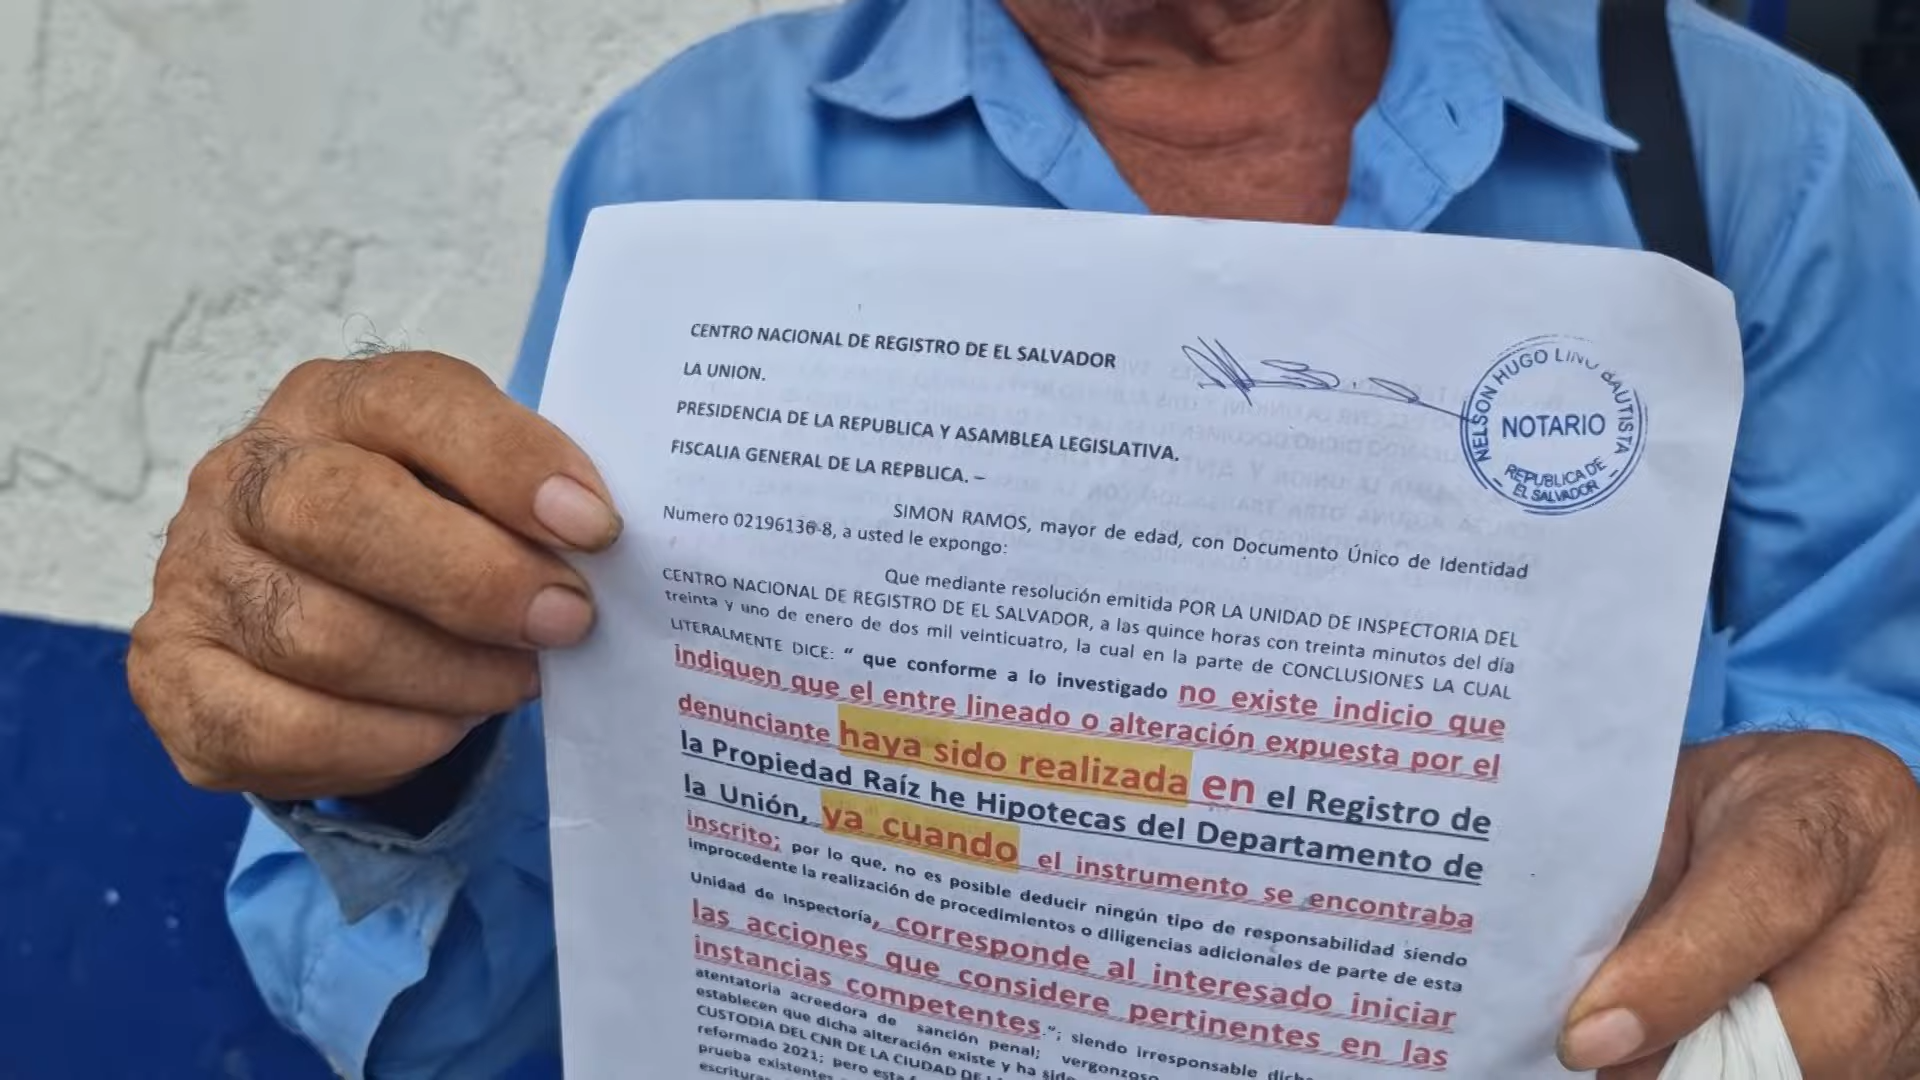 CENTRO NACIONAL DE REGISTRO DE EL SALVADOR
LA UNION.
PRESIDENCIA DE LA REPUBLICA Y ASAMBLEA LEGISLATIVA.
FISCALIA GENERAL DE LA REPBLICA. –
NELSON HUGO LINO BAUTISTA
NOTARIO
REPUBLICA DE
EL SALVADOR
SIMON RAMOS, mayor de edad, con Documento Único de Identidad
Numero 02196136-8, a usted le expongo:
Que mediante resolución emitida POR LA UNIDAD DE INSPECTORIA DEL
CENTRO NACIONAL DE REGISTRO DE EL SALVADOR, a las quince horas con treinta minutos del día
treinta y uno de enero de dos mil veinticuatro, la cual en la parte de CONCLUSIONES LA CUAL
LITERALMENTE DICE: “ que conforme a lo investigado no existe indicio que
indiquen que el entre lineado o alteración expuesta por el
denunciante haya sido realizada en el Registro de
la Propiedad Raíz he Hipotecas del Departamento de
la Unión, ya cuando el instrumento se encontraba
inscrito; por lo que, no es posible deducir ningún tipo de responsabilidad siendo
improcedente la realización de procedimientos o diligencias adicionales de parte de esta
Unidad de Inspectoría, corresponde al interesado iniciar
las acciones que considere pertinentes en las
instancias competentes.”; siendo irresponsable
atentatoria acreedora de sanción penal; vergonzoso
establecen que dicha alteración existe y ha sido
CUSTODIA DEL CNR DE LA CIUDAD DE
reformado 2021; pero esta
prueba existentes